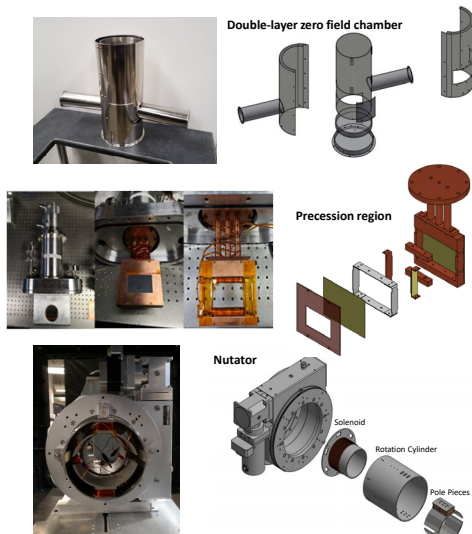 Double-layer zero field chamber
Precession region
Nutator
Solenoid
Rotation Cylinder
Pole Pieces